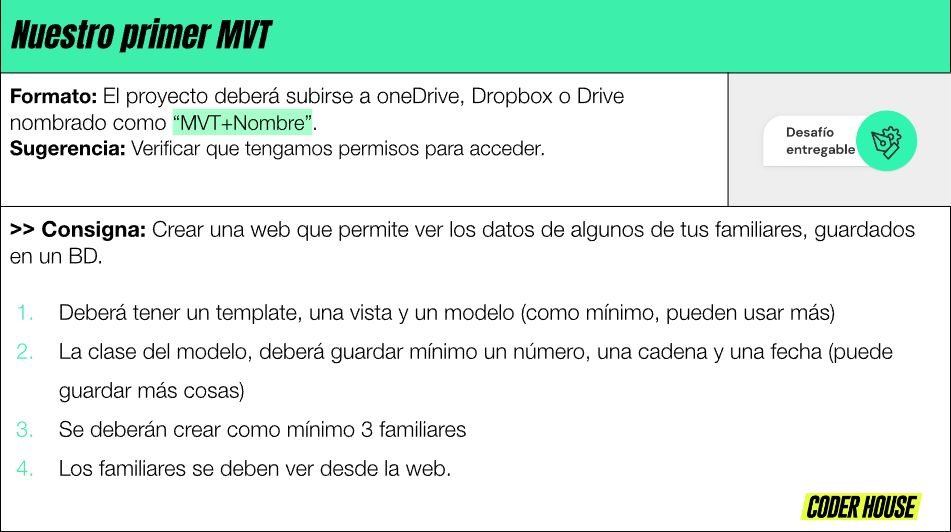 Nuestro primer MVT
Formato: El proyecto deberá subirse a oneDrive, Dropbox o Drive
nombrado como “MVT+Nombre”.
Sugerencia: Verificar que tengamos permisos para acceder.
Desafío
entregable
>> Consigna: Crear una web que permite ver los datos de algunos de tus familiares, guardados
en un BD.
1. Deberá tener un template, una vista y un modelo (como mínimo, pueden usar más)
2. La clase del modelo, deberá guardar mínimo un número, una cadena y una fecha (puede
guardar más cosas)
3. Se deberán crear como mínimo 3 familiares
4. Los familiares se deben ver desde la web.
CODER HOUSE